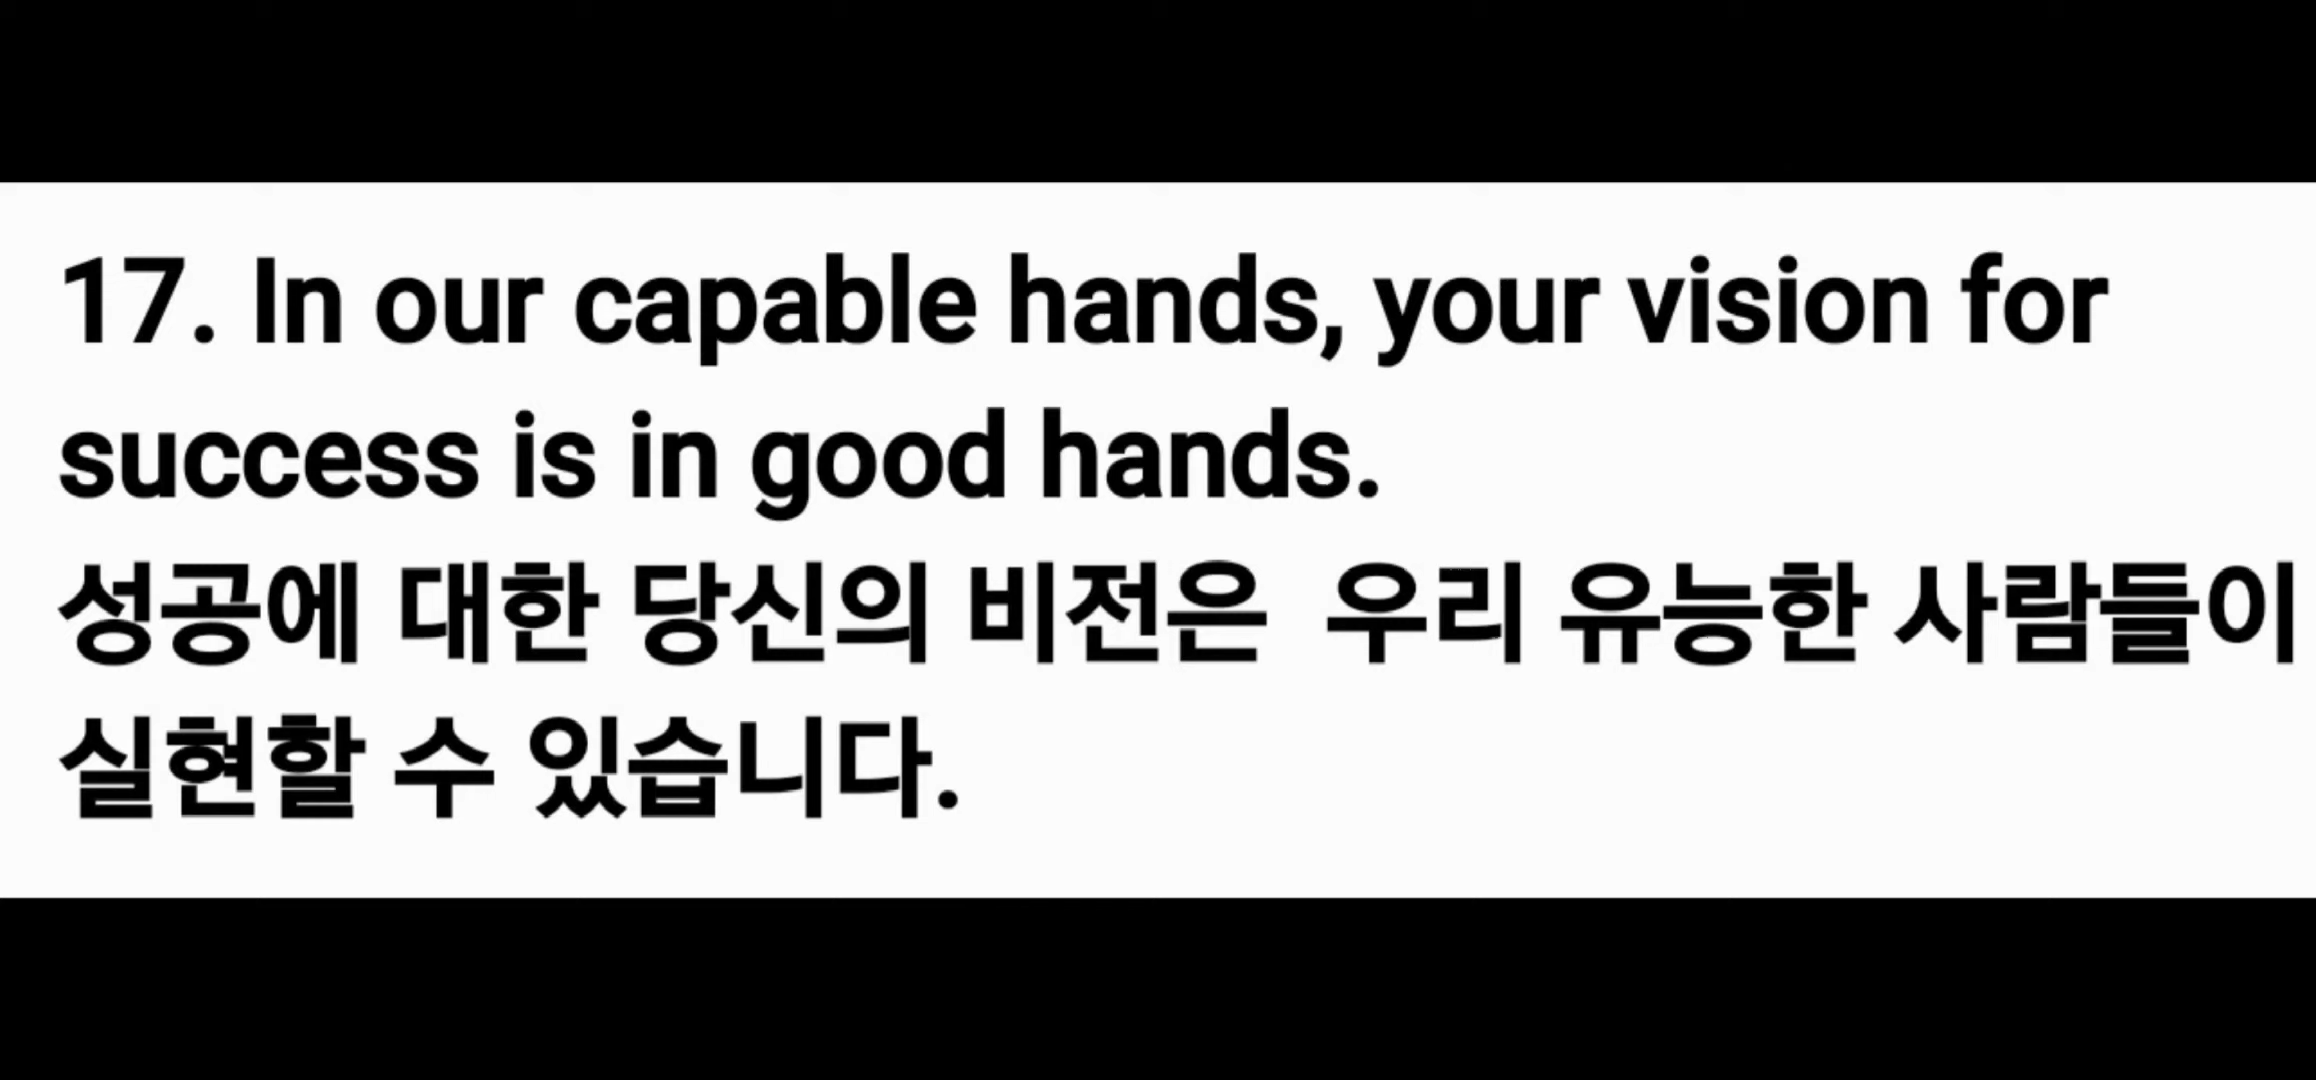 17. In our capable hands, your vision for
success is in good hands.
성공에 대한 당신의 비전은  우리 유능한 사람들이
실현할 수 있습니다.